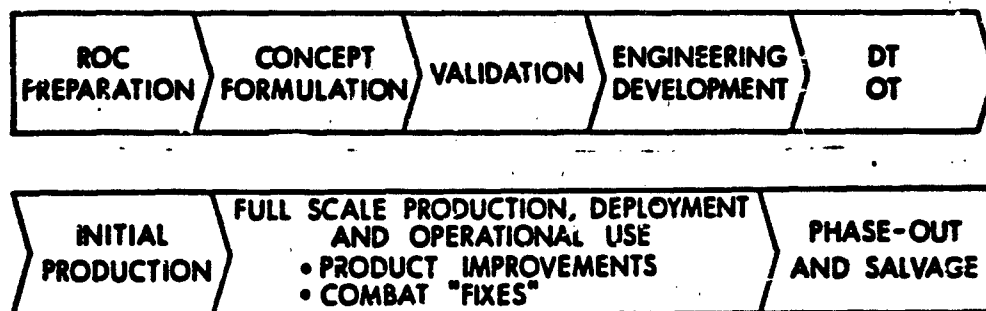 ROC
PREPARATION
CONCEPT
FORMULATION
VALIDATION
ENGINEERING
DEVELOPMENT
DT
OT
INITIAL
PRODUCTION
FULL SCALE PRODUCTION, DEPLOYMENT
AND OPERATIONAL USE
• PRODUCT IMPROVEMENTS
• COMBAT "FIXES"
PHASE-OUT
AND SALVAGE